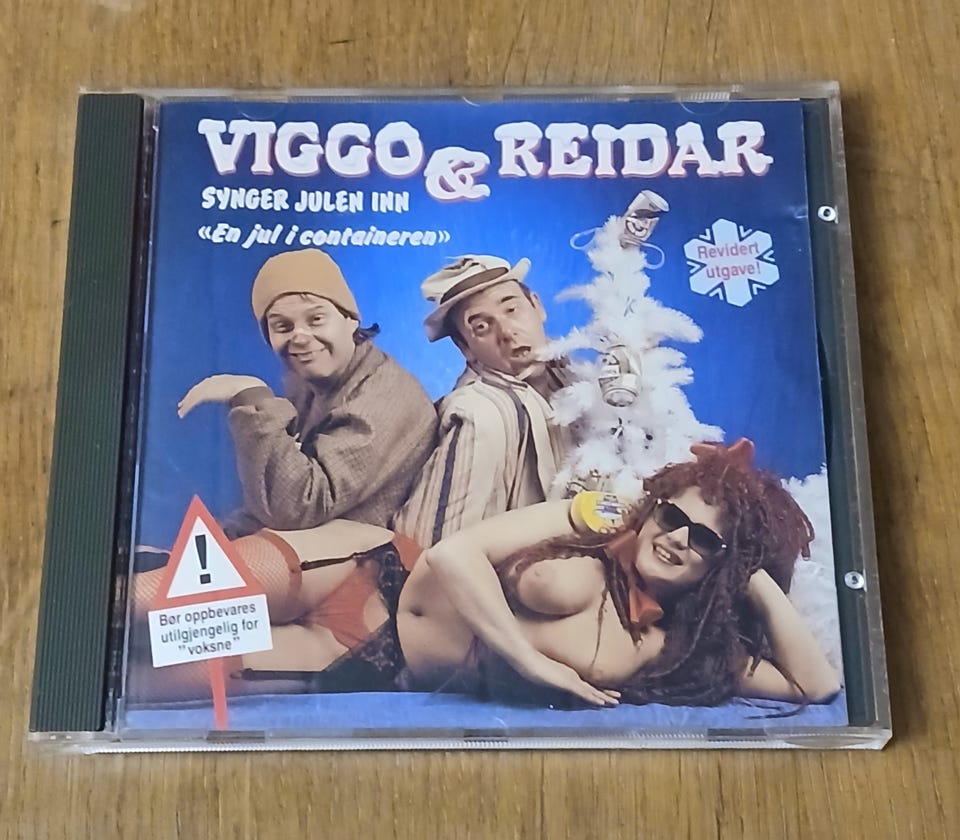 VIGGO & REIDAR
SYNGER JULEN INN
«En jul i containeren»
Revidert
utgave!
!
Bør oppbevares
utilgjengelig for
"voksne"